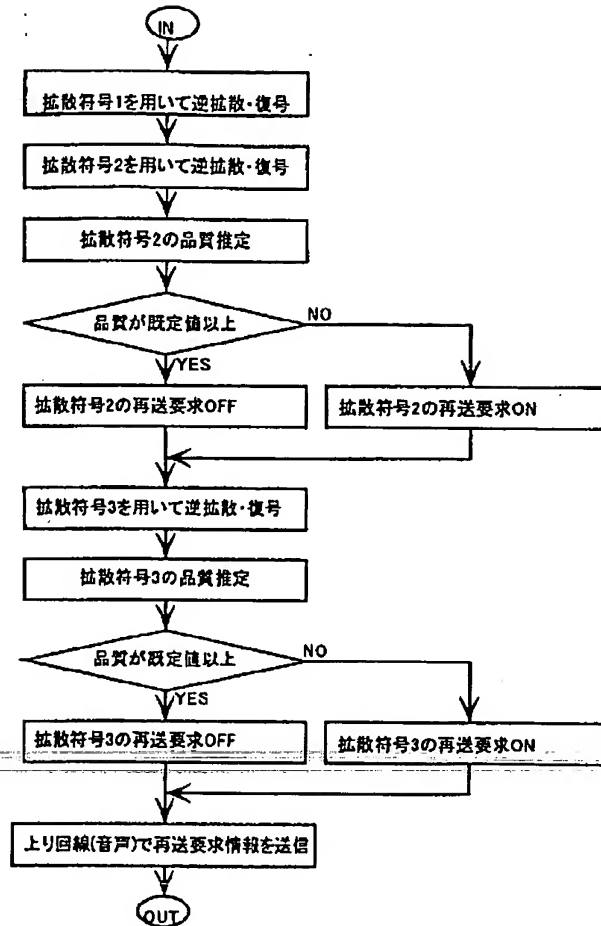 IN
拡散符号1を用いて逆拡散・復号
拡散符号2を用いて逆拡散・復号
拡散符号2の品質推定
品質が既定値以上
NO
YES
拡散符号2の再送要求OFF
拡散符号2の再送要求ON
拡散符号3を用いて逆拡散・復号
拡散符号3の品質推定
品質が既定値以上
NO
YES
拡散符号3の再送要求OFF
拡散符号3の再送要求ON
上り回線(音声)で再送要求情報を送信
OUT